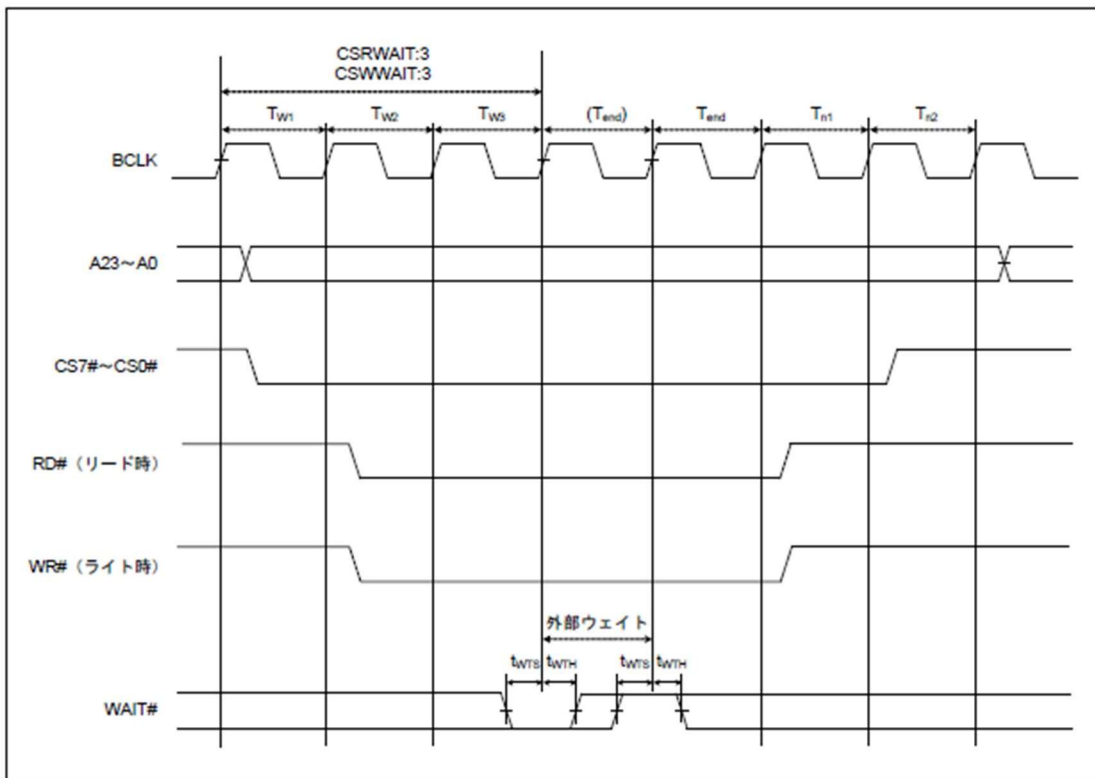 CSRWAIT:3
CSWWAIT:3
TW1 TW2 TW3 (Tend) Tend Tn1 Tn2
BCLK
A23～A0
CS7#～CS0#
RD#（リード時）
WR#（ライト時）
外部ウェイト
tWTS tWTH tWTS tWTH
WAIT#